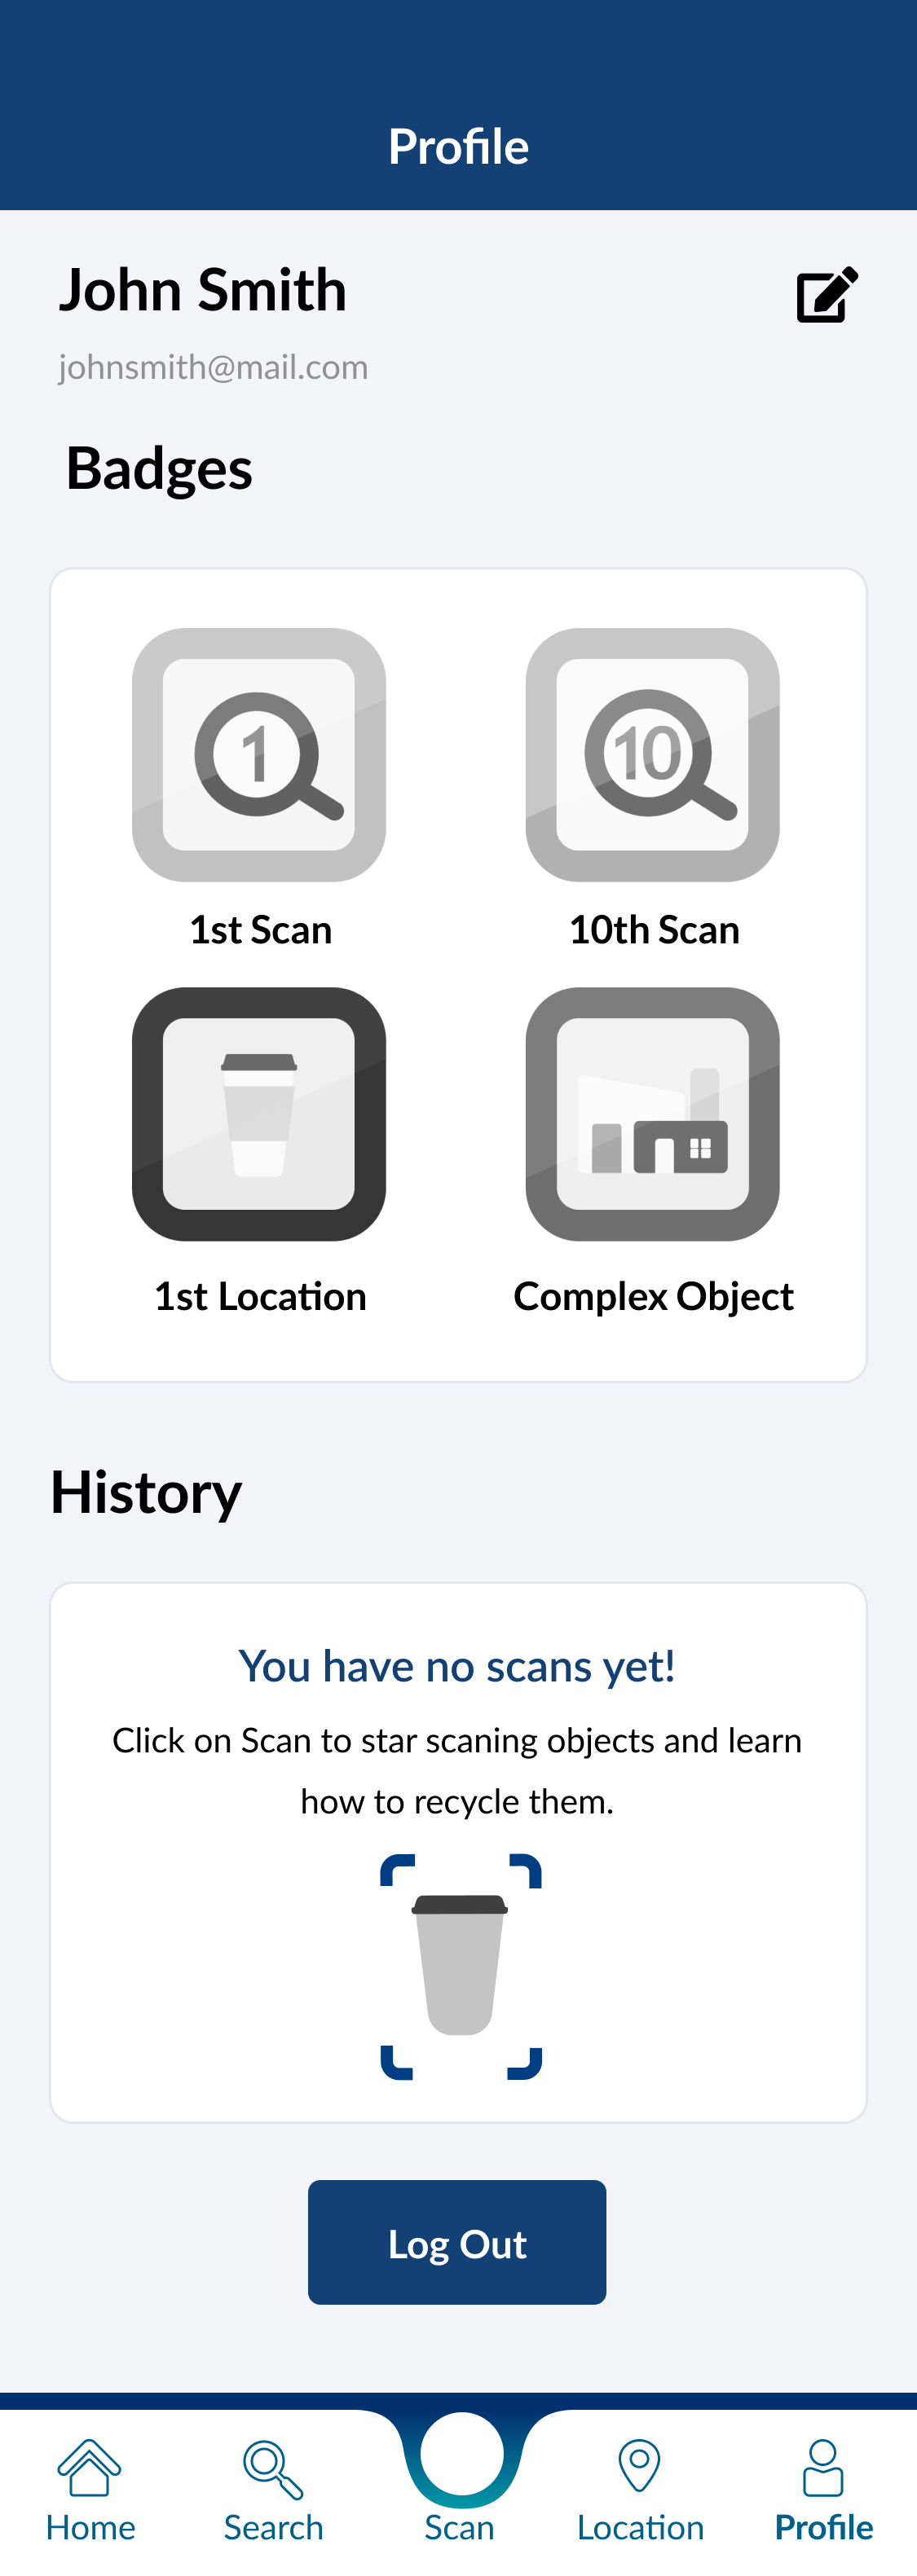 Profile
John Smith
johnsmith@mail.com
Badges
1
10
1st Scan
10th Scan
1st Location
Complex Object
History
You have no scans yet!
Click on Scan to star scaning objects and learn
how to recycle them.
Log Out
Home
Search
Scan
Location
Profile